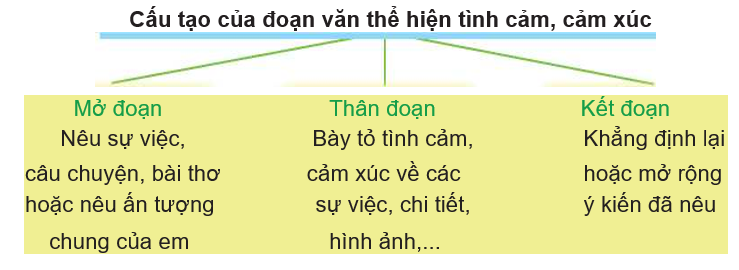 Cấu tạo của đoạn văn thể hiện tình cảm, cảm xúc
Mở đoạn
Nêu sự việc,
câu chuyện, bài thơ
hoặc nêu ấn tượng
chung của em
Thân đoạn
Bày tỏ tình cảm,
cảm xúc về các
sự việc, chi tiết,
hình ảnh,...
Kết đoạn
Khẳng định lại
hoặc mở rộng
ý kiến đã nêu